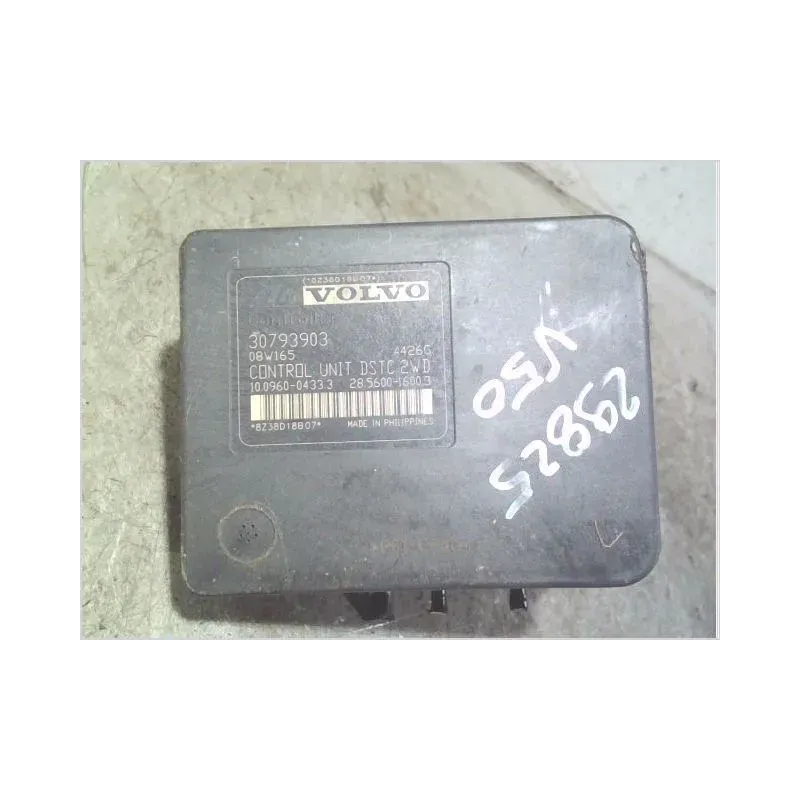 *8Z38D18B07*
VOLVO
30793903
08W165 4426G
CONTROL UNIT DSTC 2WD
10.0960-0433.3 28.5600-1600.3
*8Z38D18B07* MADE IN PHILIPPINES
V50
29825